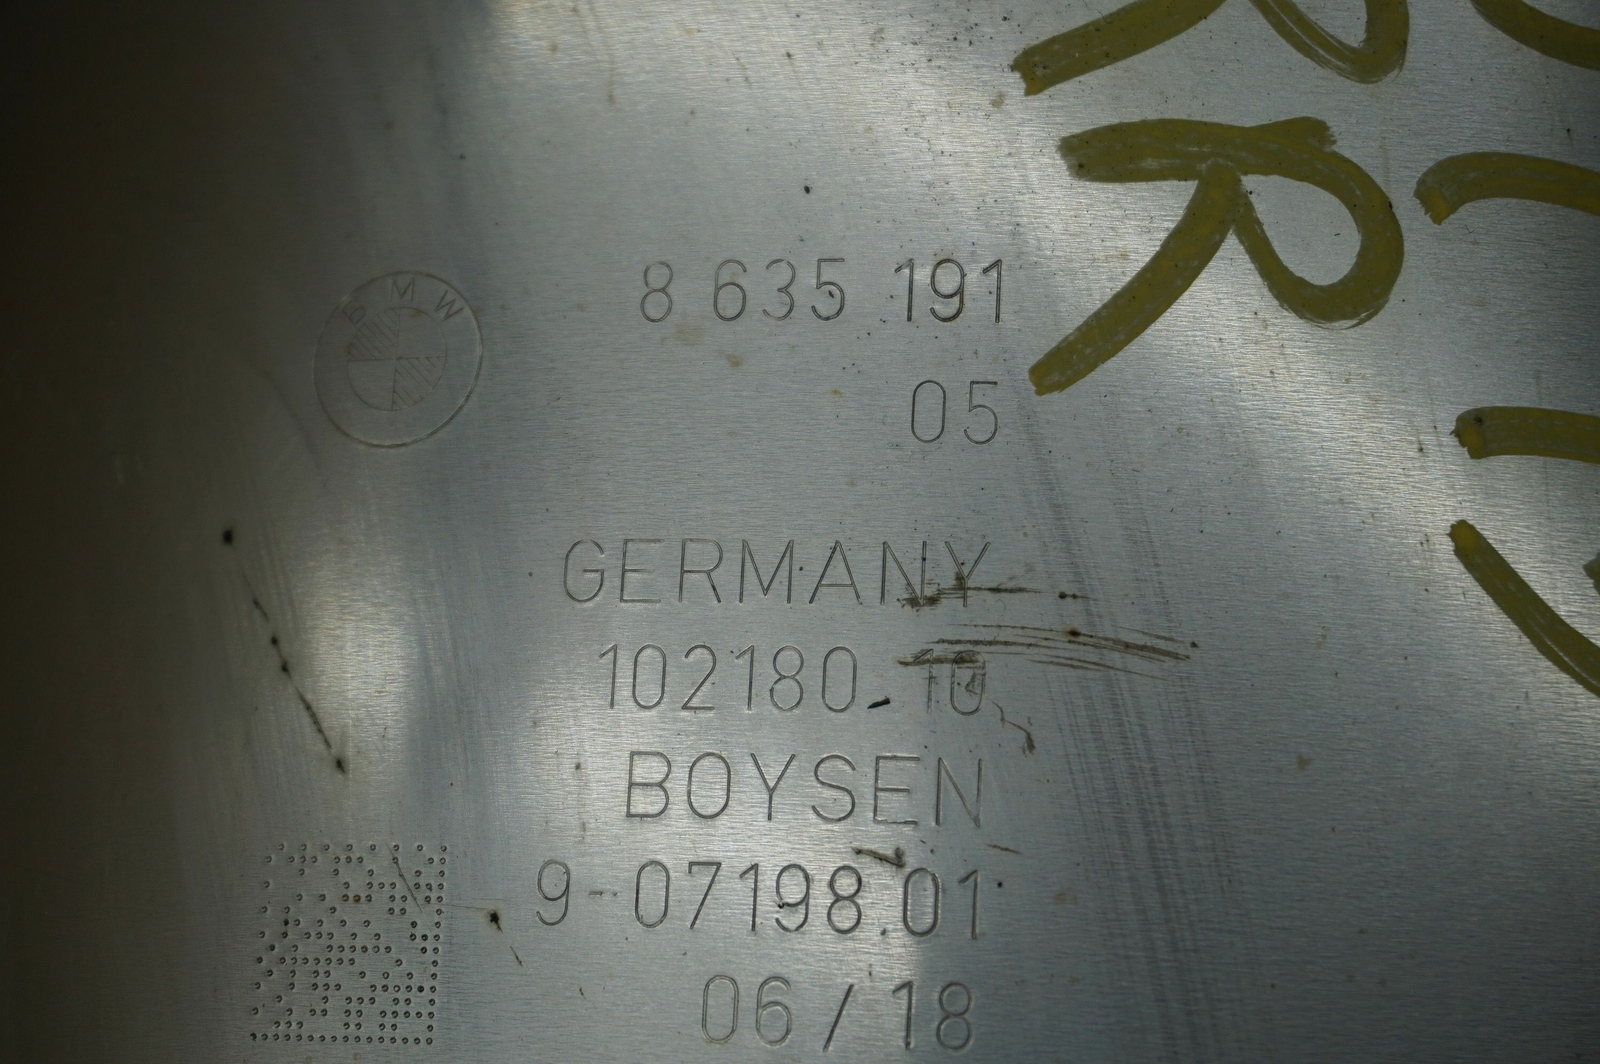 BMW
8 635 191
05
GERMANY
102180.10
BOYSEN
9-07198.01
06 / 18
R